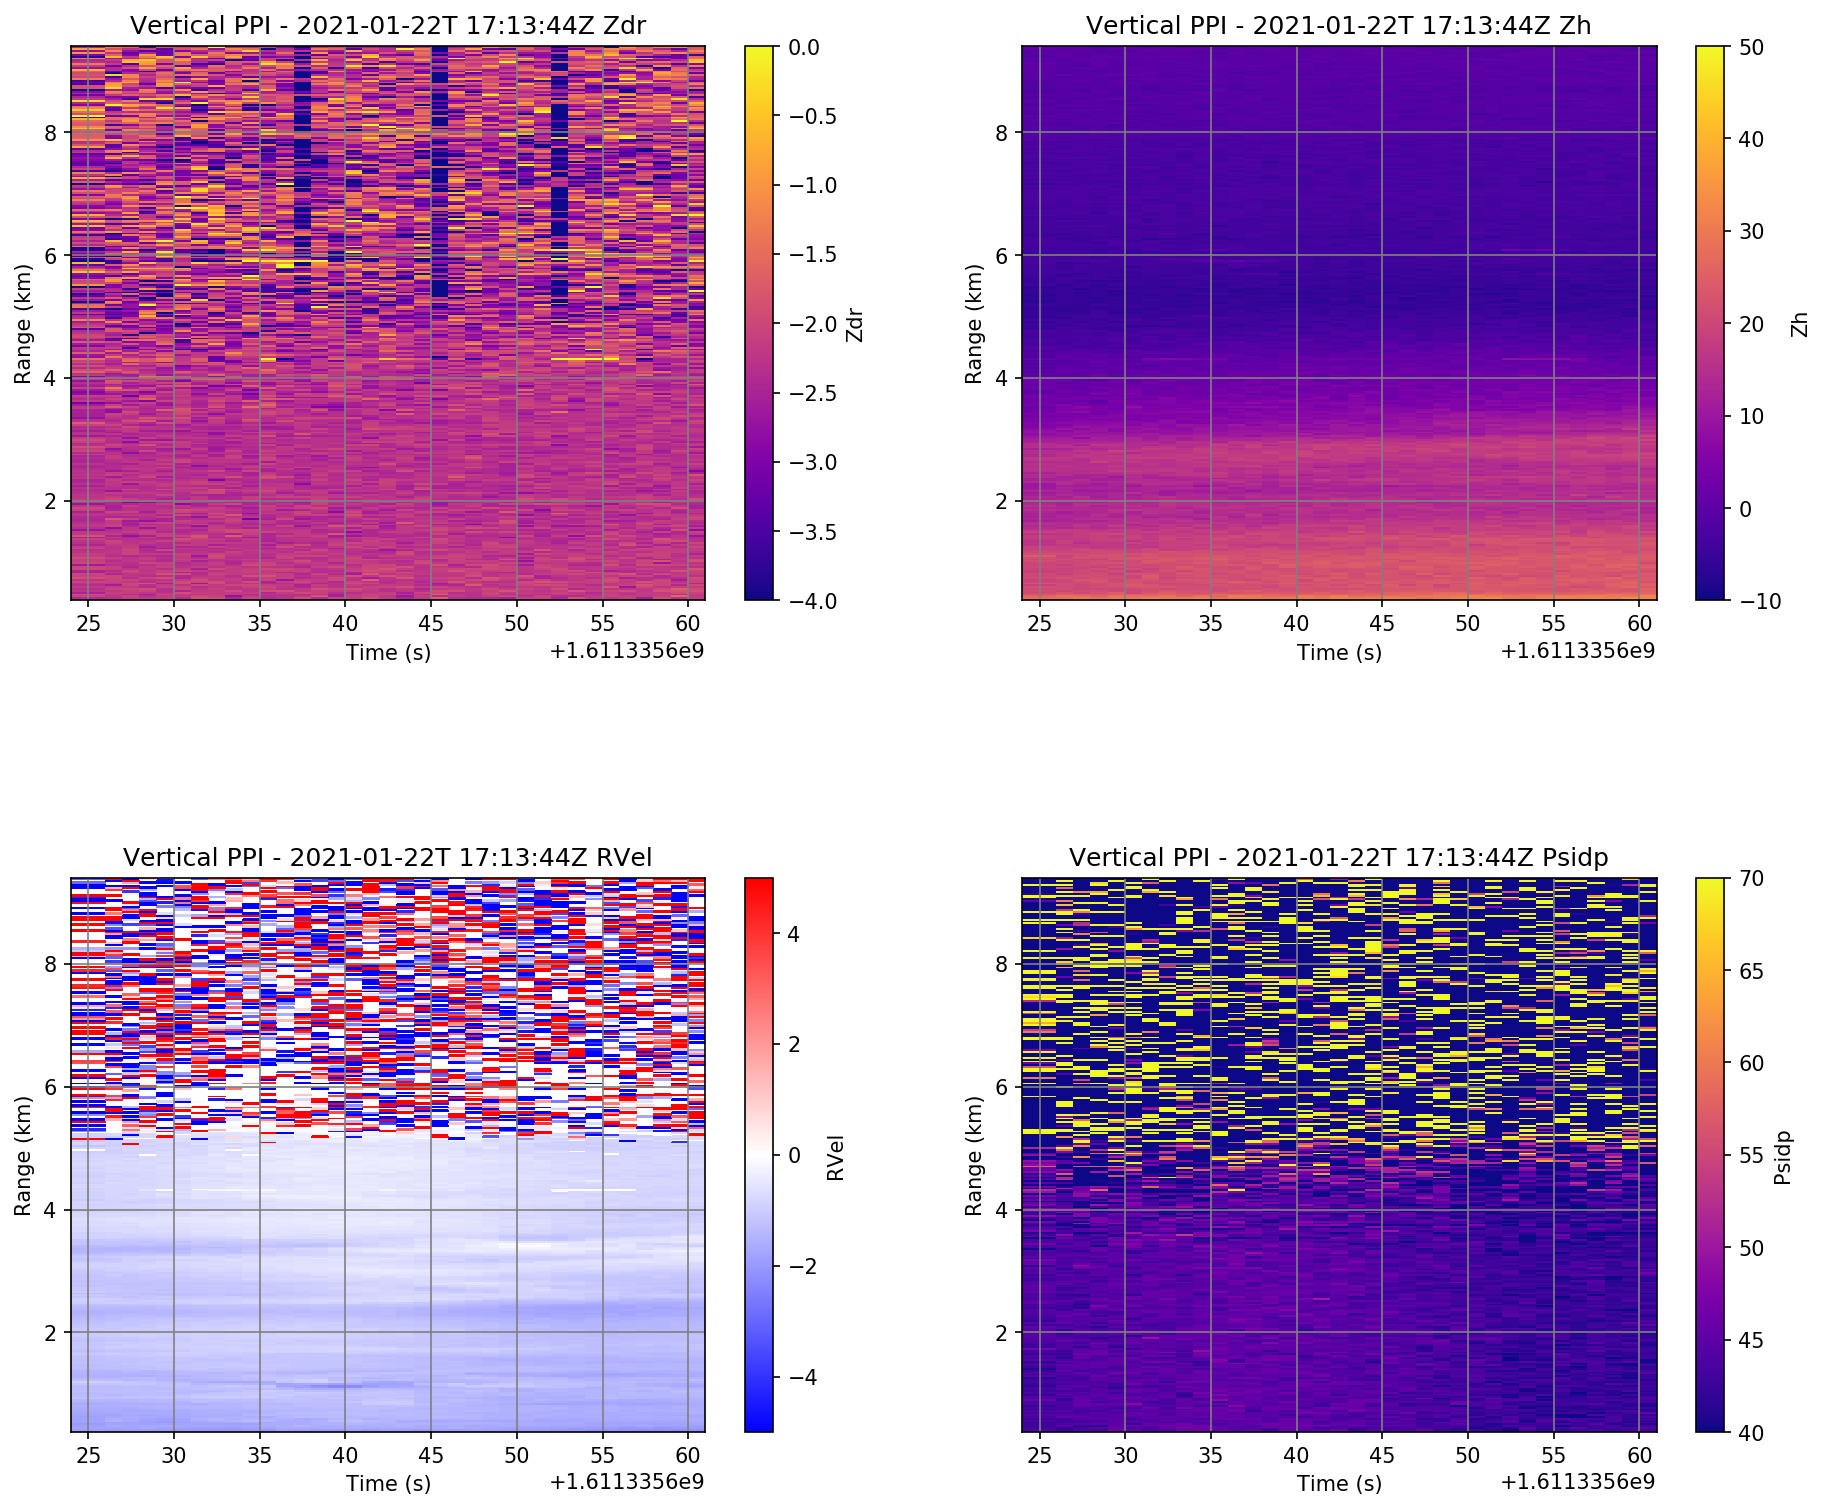 Vertical PPI - 2021-01-22T 17:13:44Z Zdr
Range (km)
8
6
4
2
25 30 35 40 45 50 55 60
Time (s)
+1.6113356e9
0.0
−0.5
−1.0
−1.5
−2.0
−2.5
−3.0
−3.5
−4.0
Zdr
Vertical PPI - 2021-01-22T 17:13:44Z Zh
Range (km)
8
6
4
2
25 30 35 40 45 50 55 60
Time (s)
+1.6113356e9
50
40
30
20
10
0
−10
Zh
Vertical PPI - 2021-01-22T 17:13:44Z RVel
Range (km)
8
6
4
2
25 30 35 40 45 50 55 60
Time (s)
+1.6113356e9
4
2
0
−2
−4
RVel
Vertical PPI - 2021-01-22T 17:13:44Z Psidp
Range (km)
8
6
4
2
25 30 35 40 45 50 55 60
Time (s)
+1.6113356e9
70
65
60
55
50
45
40
Psidp